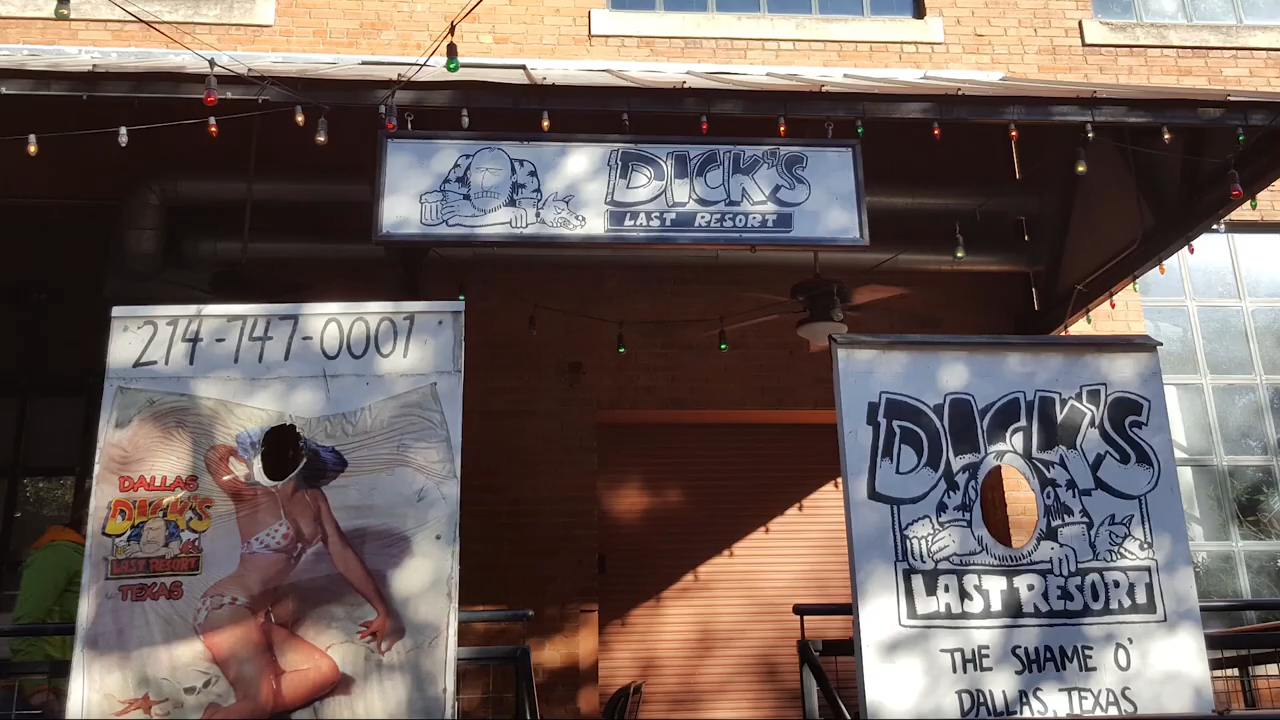 DICK'S
LAST RESORT
214-747-0001
DALLAS
DICK'S
LAST RESORT
TEXAS
DICK'S
LAST RESORT
THE SHAME O'
DALLAS, TEXAS